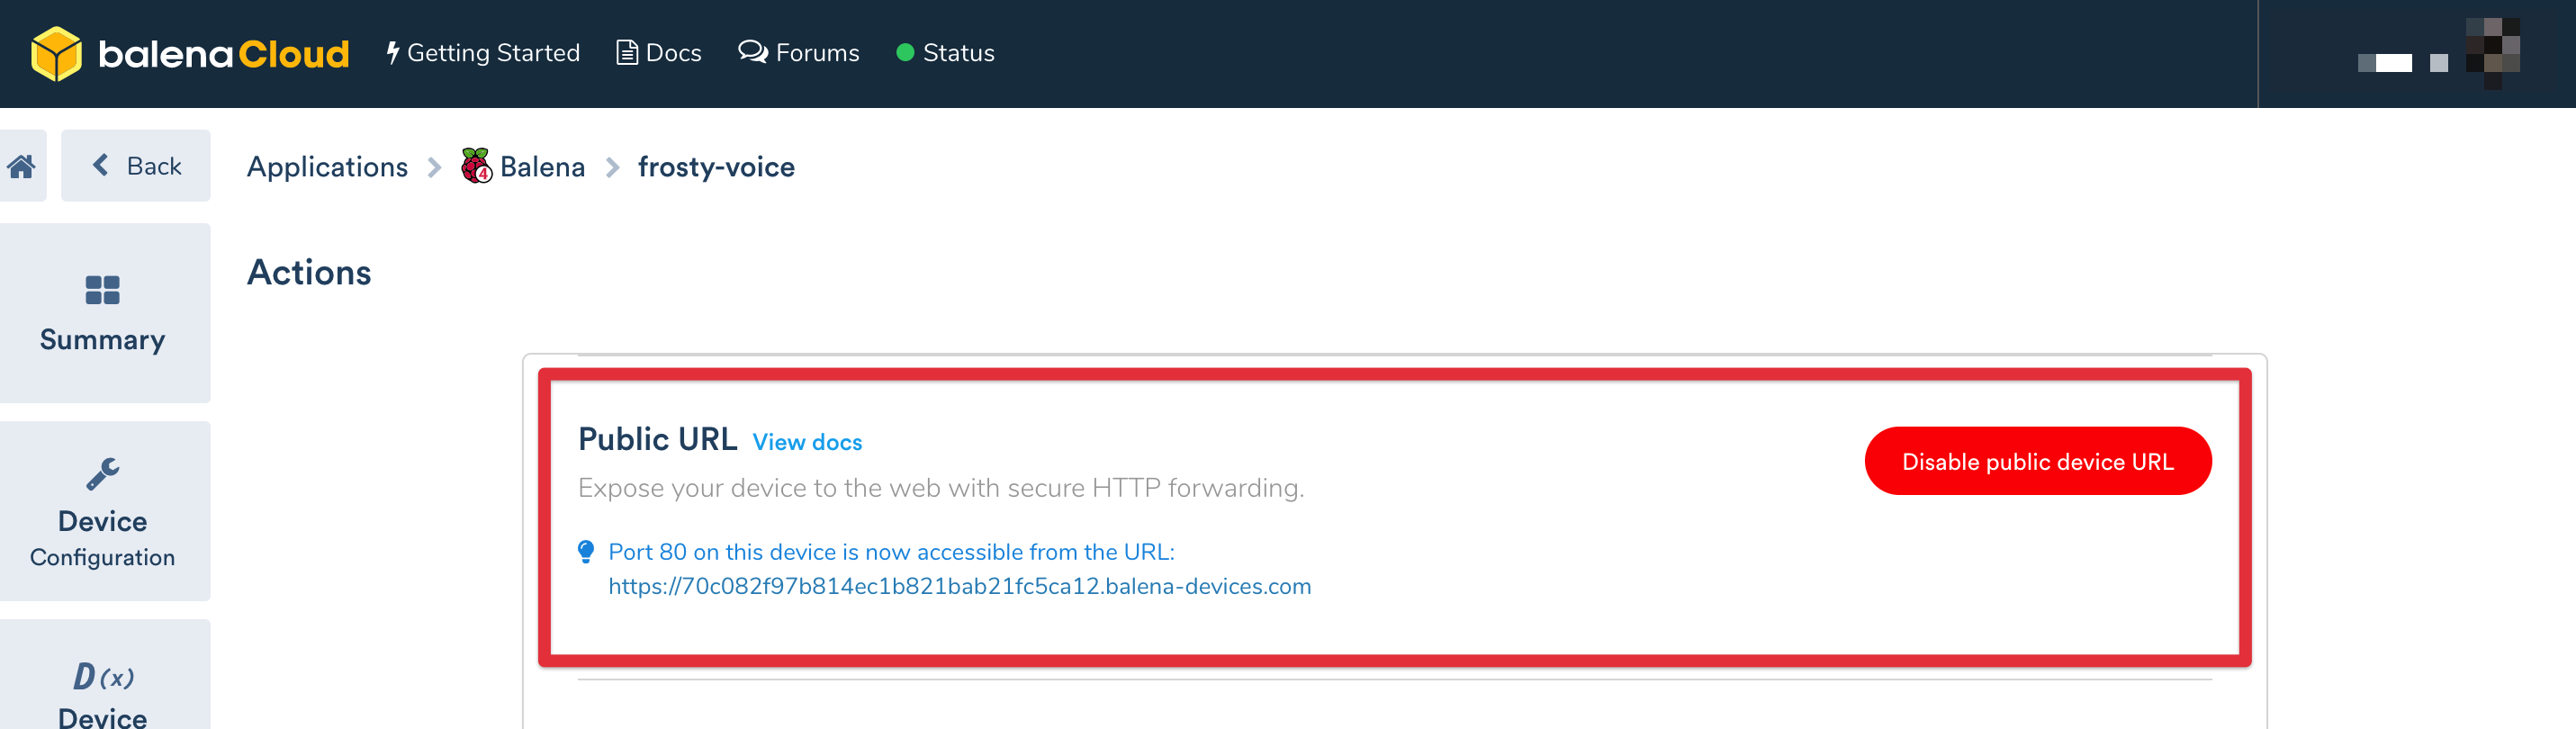 balenaCloud Getting Started Docs Forums Status
Back Applications 4 Balena frosty-voice
Actions
Summary
Device
Configuration
D(x)
Device
Public URL View docs
Expose your device to the web with secure HTTP forwarding.
Disable public device URL
Port 80 on this device is now accessible from the URL:
https://70c082f97b814ec1b821bab21fc5ca12.balena-devices.com